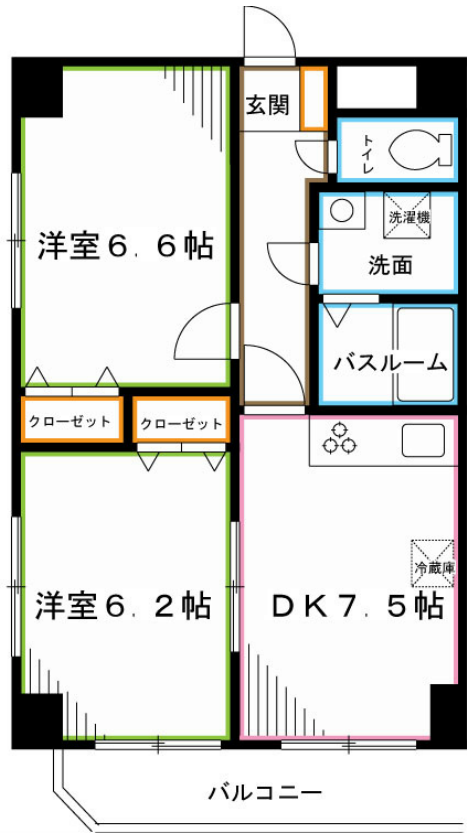 玄関
トイレ
洗濯機
洗面
洋室6.6帖
バスルーム
クローゼット
クローゼット
冷蔵庫
洋室6.2帖
DK7.5帖
バルコニー